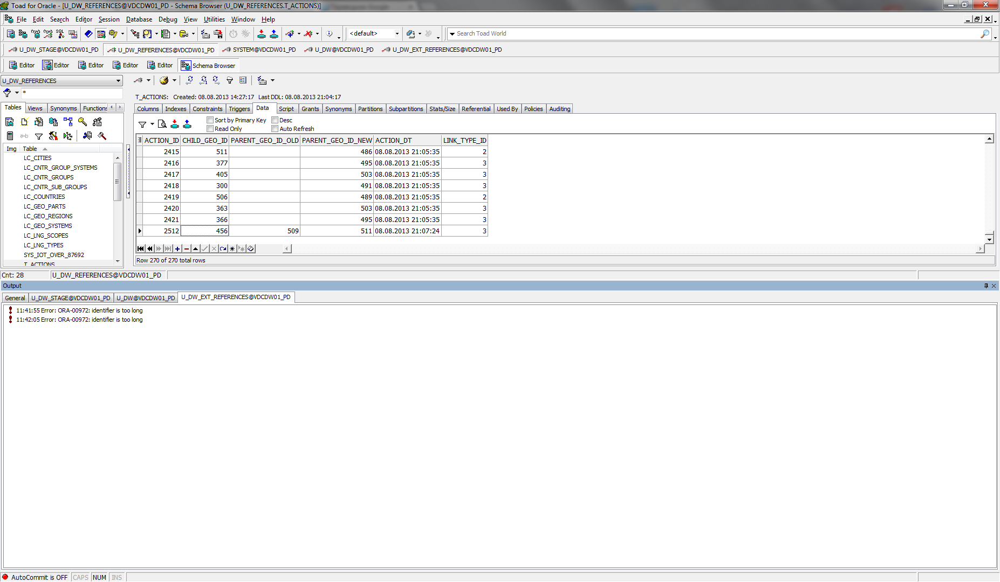 Toad for Oracle - [U_DW_REFERENCES@VDCDW01_PD - Schema Browser (U_DW_REFERENCES.T_ACTIONS)]
File Edit Search Editor Session Database Debug View Utilities Window Help
<default> Search Toad World
U_DW_STAGE@VDCDW01_PD U_DW_REFERENCES@VDCDW01_PD SYSTEM@VDCDW01_PD U_DW@VDCDW01_PD U_DW_EXT_REFERENCES@VDCDW01_PD
Editor Editor Editor Editor Editor Schema Browser
U_DW_REFERENCES
*
T_ACTIONS: Created: 08.08.2013 14:27:17 Last DDL: 08.08.2013 21:04:17
Tables Views Synonyms Functions
Columns Indexes Constraints Triggers Data Script Grants Synonyms Partitions Subpartitions Stats/Size Referential Used By Policies Auditing
Sort by Primary Key Desc
Read Only Auto Refresh
Img Table
LC_CITIES
LC_CNTR_GROUP_SYSTEMS
LC_CNTR_GROUPS
LC_CNTR_SUB_GROUPS
LC_COUNTRIES
LC_GEO_PARTS
LC_GEO_REGIONS
LC_GEO_SYSTEMS
LC_LNG_SCOPES
LC_LNG_TYPES
SYS_IOT_OVER_87692
T_ACTIONS
ACTION_ID CHILD_GEO_ID PARENT_GEO_ID_OLD PARENT_GEO_ID_NEW ACTION_DT LINK_TYPE_ID
2415 511 486 08.08.2013 21:05:35 2
2416 377 495 08.08.2013 21:05:35 3
2417 405 503 08.08.2013 21:05:35 3
2418 300 491 08.08.2013 21:05:35 3
2419 506 489 08.08.2013 21:05:35 2
2420 363 503 08.08.2013 21:05:35 3
2421 366 495 08.08.2013 21:05:35 3
2512 456 509 511 08.08.2013 21:07:24 3
Row 270 of 270 total rows
Cnt: 28 U_DW_REFERENCES@VDCDW01_PD
Output
General U_DW_STAGE@VDCDW01_PD U_DW@VDCDW01_PD U_DW_EXT_REFERENCES@VDCDW01_PD
11:41:55 Error: ORA-00972: identifier is too long
11:42:05 Error: ORA-00972: identifier is too long
AutoCommit is OFF CAPS NUM INS